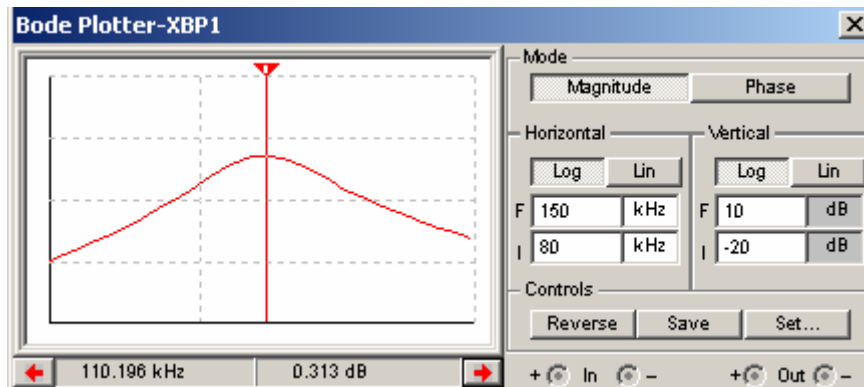 Bode Plotter-XBP1
Mode
Magnitude Phase
Horizontal Vertical
Log Lin Log Lin
F 150 kHz F 10 dB
I 80 kHz I -20 dB
Controls
Reverse Save Set...
110.196 kHz 0.313 dB
+ In - + Out -